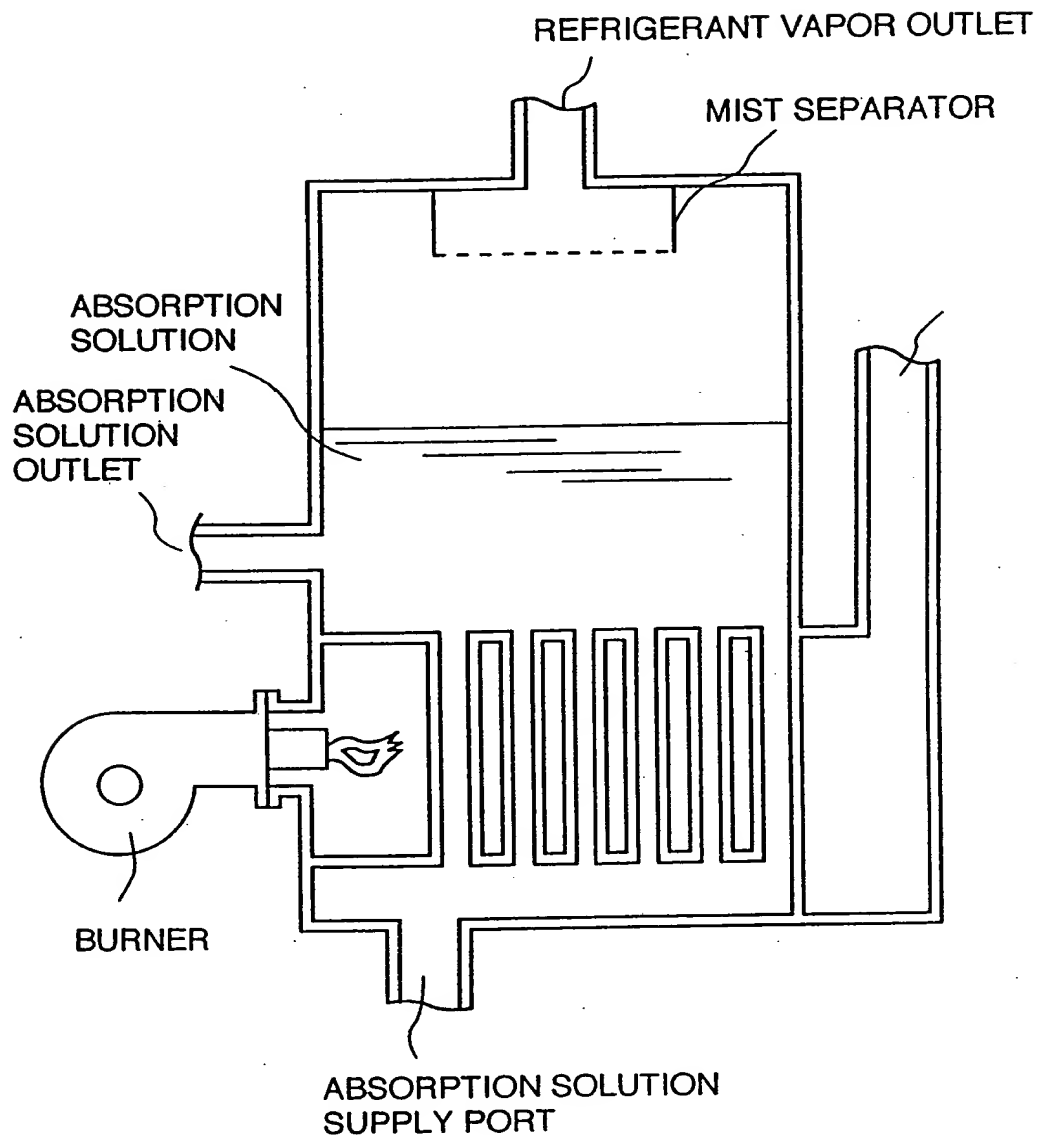 REFRIGERANT VAPOR OUTLET
MIST SEPARATOR
ABSORPTION
SOLUTION
ABSORPTION
SOLUTION
OUTLET
BURNER
ABSORPTION SOLUTION
SUPPLY PORT